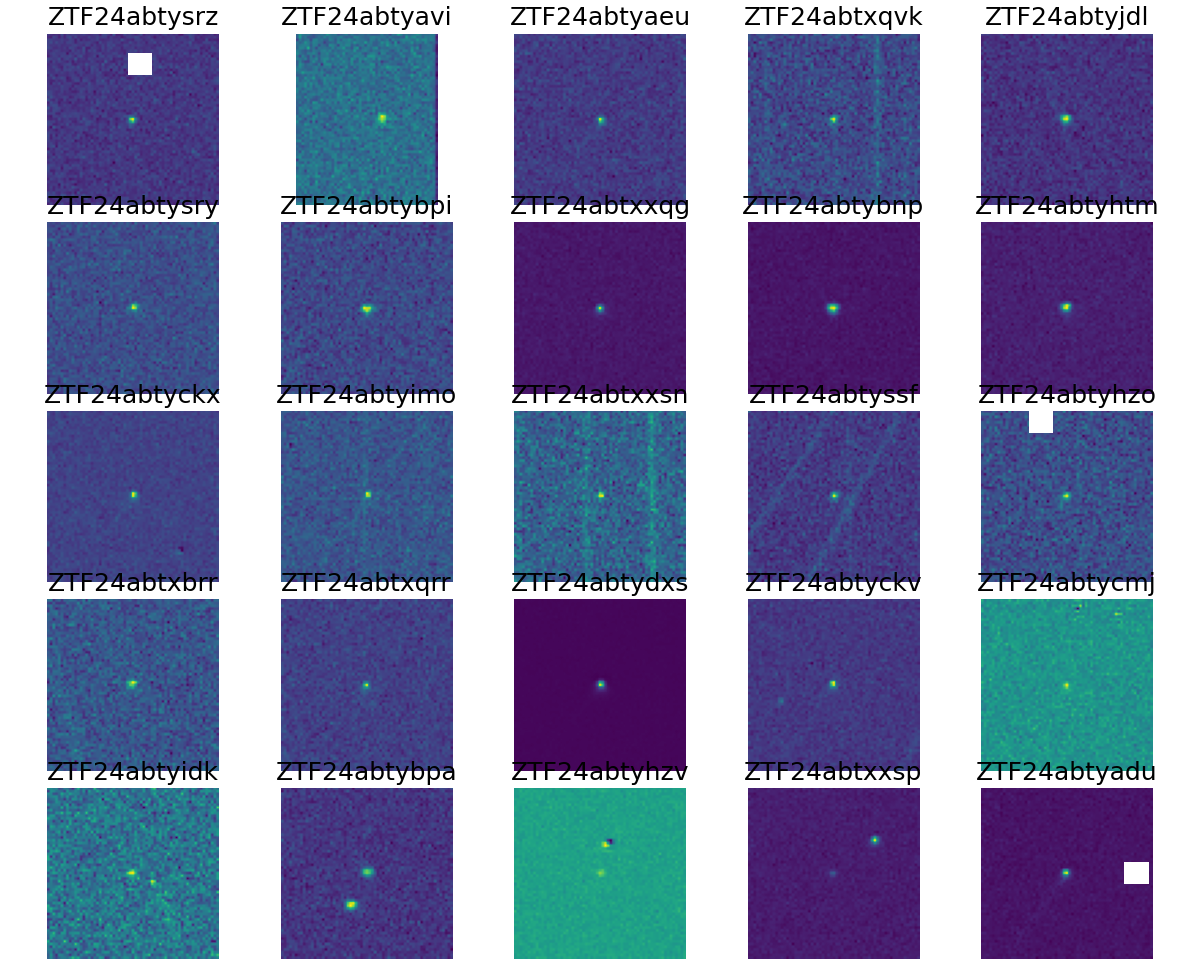 ZTF24abtysrz ZTF24abtyavi ZTF24abtyaeu ZTF24abtxqvk ZTF24abtyjdl
ZTF24abtysry ZTF24abtybpi ZTF24abtxxqg ZTF24abtybnp ZTF24abtyhtm
ZTF24abtyckx ZTF24abtyimo ZTF24abtxxsn ZTF24abtyssf ZTF24abtyhzo
ZTF24abtxbrr ZTF24abtxqrr ZTF24abtydxs ZTF24abtyckv ZTF24abtycmj
ZTF24abtyidk ZTF24abtybpa ZTF24abtyhzv ZTF24abtxxsp ZTF24abtyadu